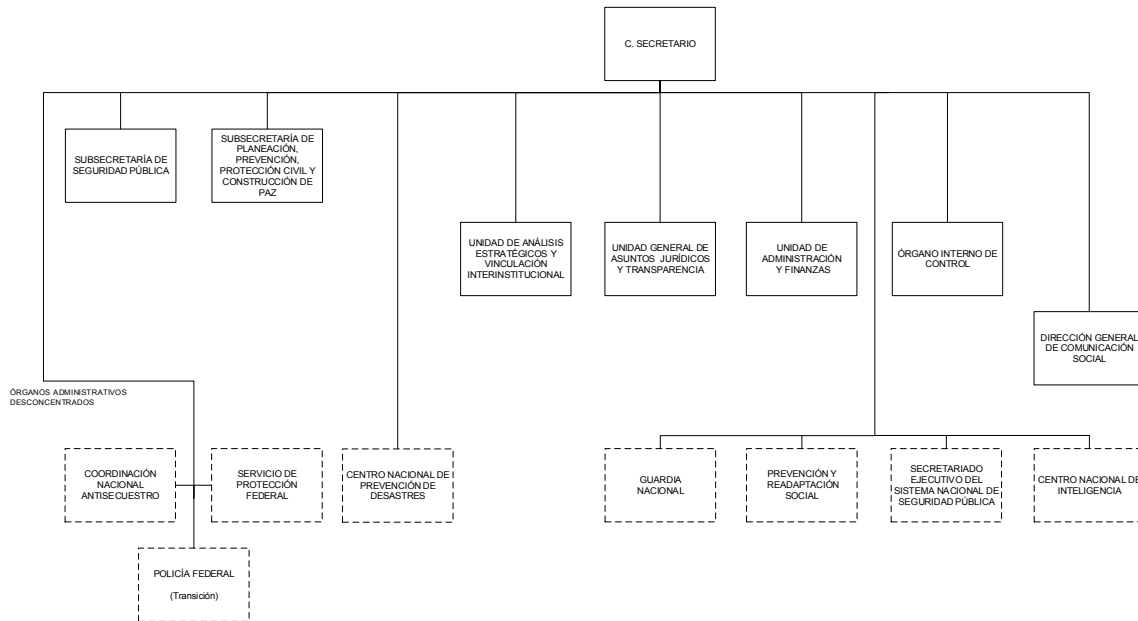 C. SECRETARIO
SUBSECRETARÍA DE
SEGURIDAD PÚBLICA
SUBSECRETARÍA DE
PLANEACIÓN,
PREVENCIÓN,
PROTECCIÓN CIVIL Y
CONSTRUCCIÓN DE
PAZ
UNIDAD DE ANÁLISIS
ESTRATÉGICOS Y
VINCULACIÓN
INTERINSTITUCIONAL
UNIDAD GENERAL DE
ASUNTOS JURÍDICOS
Y TRANSPARENCIA
UNIDAD DE
ADMINISTRACIÓN
Y FINANZAS
ÓRGANO INTERNO DE
CONTROL
DIRECCIÓN GENERAL
DE COMUNICACIÓN
SOCIAL
ÓRGANOS ADMINISTRATIVOS
DESCONCENTRADOS
COORDINACIÓN
NACIONAL
ANTISECUESTRO
SERVICIO DE
PROTECCIÓN
FEDERAL
CENTRO NACIONAL DE
PREVENCIÓN DE
DESASTRES
GUARDIA
NACIONAL
PREVENCIÓN Y
READAPTACIÓN
SOCIAL
SECRETARIADO
EJECUTIVO DEL
SISTEMA NACIONAL DE
SEGURIDAD PÚBLICA
CENTRO NACIONAL DE
INTELIGENCIA
POLICÍA FEDERAL
(Transición)